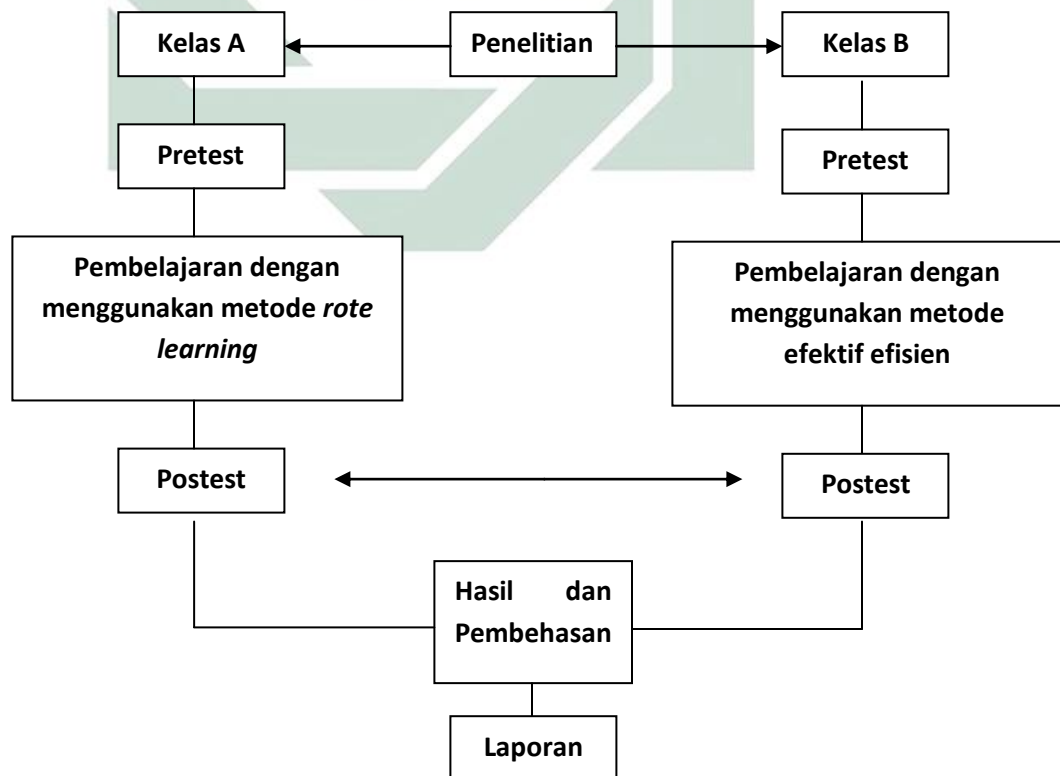 Kelas A
Penelitian
Kelas B
Pretest
Pretest
Pembelajaran dengan
menggunakan metode rote
learning
Pembelajaran dengan
menggunakan metode
efektif efisien
Postest
Postest
Hasil dan
Pembehasan
Laporan